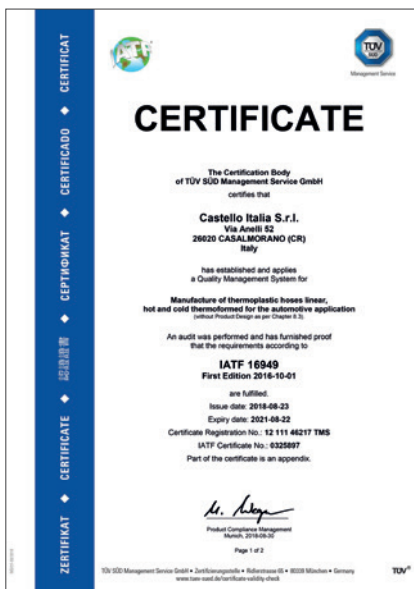 IATF
TÜV
SÜD
Management Service
CERTIFICATE
The Certification Body
of TÜV SÜD Management Service GmbH
certifies that
Castello Italia S.r.l.
Via Anelli 52
26020 CASALMORANO (CR)
Italy
has established and applies
a Quality Management System for
Manufacture of thermoplastic hoses linear,
hot and cold thermoformed for the automotive application
(without Product Design as per Chapter 8.3).
An audit was performed and has furnished proof
that the requirements according to
IATF 16949
First Edition 2016-10-01
are fulfilled.
Issue date: 2018-08-23
Expiry date: 2021-08-22
Certificate Registration No.: 12 111 46217 TMS
IATF Certificate No.: 0325897
Part of the certificate is an appendix.
Product Compliance Management
Munich, 2018-08-30
Page 1 of 2
TÜV SÜD Management Service GmbH • Zertifizierungsstelle • Ridlerstrasse 65 • 80339 München • Germany
www.tuev-sued.de/certificate-validity-check
TÜV®
ZERTIFIKAT ◆ CERTIFICATE ◆ 認證證書 ◆ СЕРТИФИКАТ ◆ CERTIFICADO ◆ CERTIFICAT